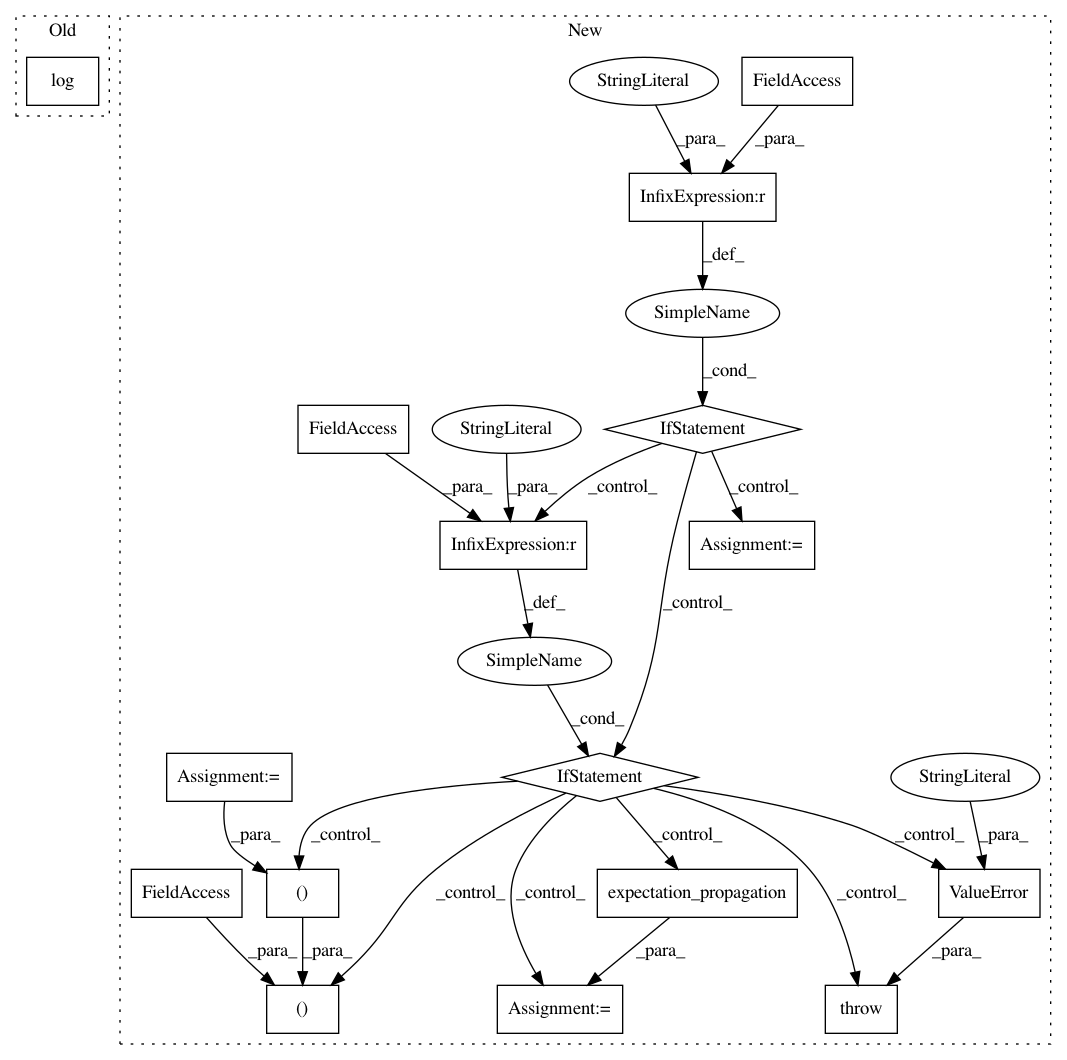 Old
New
log
StringLiteral
FieldAccess
_para_
_para_
InfixExpression:r
_def_
SimpleName
_cond_
FieldAccess
StringLiteral
IfStatement
_para_
_para_
_control_
_control_
InfixExpression:r
Assignment:=
_def_
_control_
SimpleName
_cond_
Assignment:=
IfStatement
StringLiteral
_para_
_control_
_control_
_control_
_para_
FieldAccess
()
_control_
_control_
expectation_propagation
_control_
ValueError
_para_
_para_
_para_
_para_
()
Assignment:=
throw